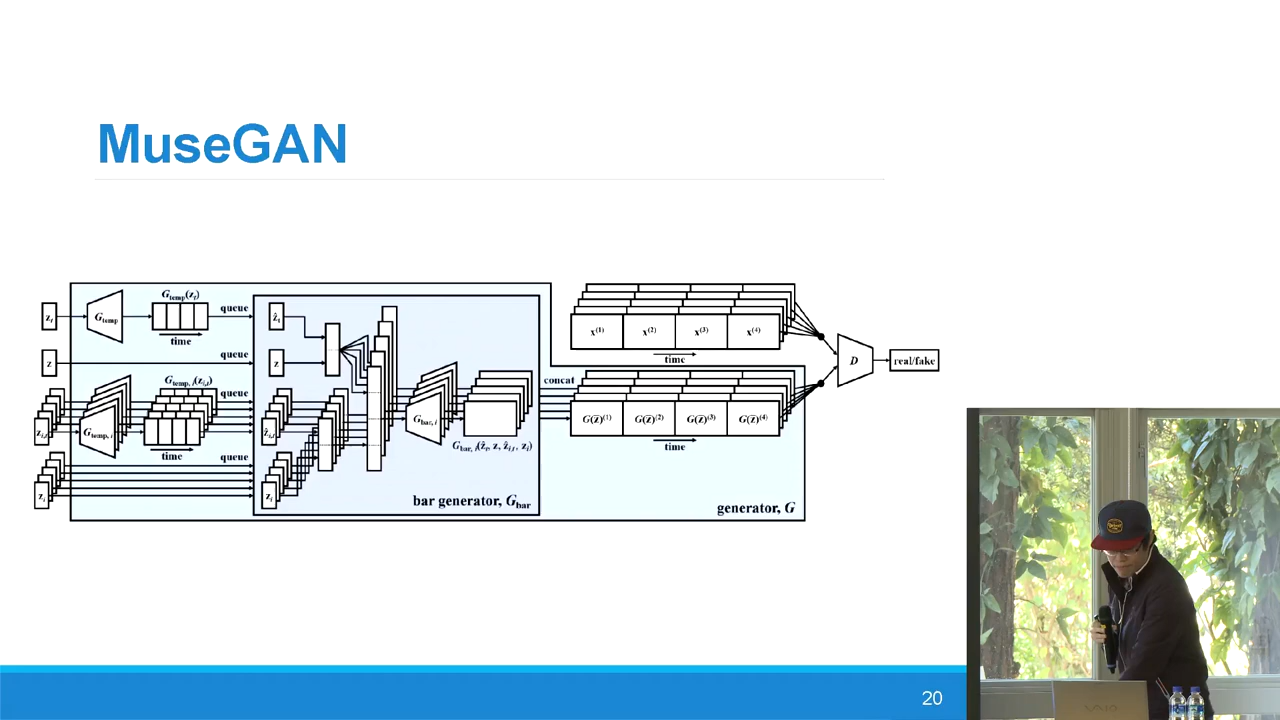 MuseGAN
G_temp(z_t)
z_t
G_temp
queue
ẑ_t
time
queue
z
z
x^(1) x^(2) x^(3) x^(4)
time
D
real/fake
G_temp, i(z_i,t)
queue
z_i,t
G_temp, i
time
ẑ_i,t
G_bar, i
G_bar, i(ẑ_t, z, ẑ_i,t, z_i)
concat
G(z̄)^(1) G(z̄)^(2) G(z̄)^(3) G(z̄)^(4)
time
queue
z_i
z_i
bar generator, G_bar
generator, G
20
VAIO